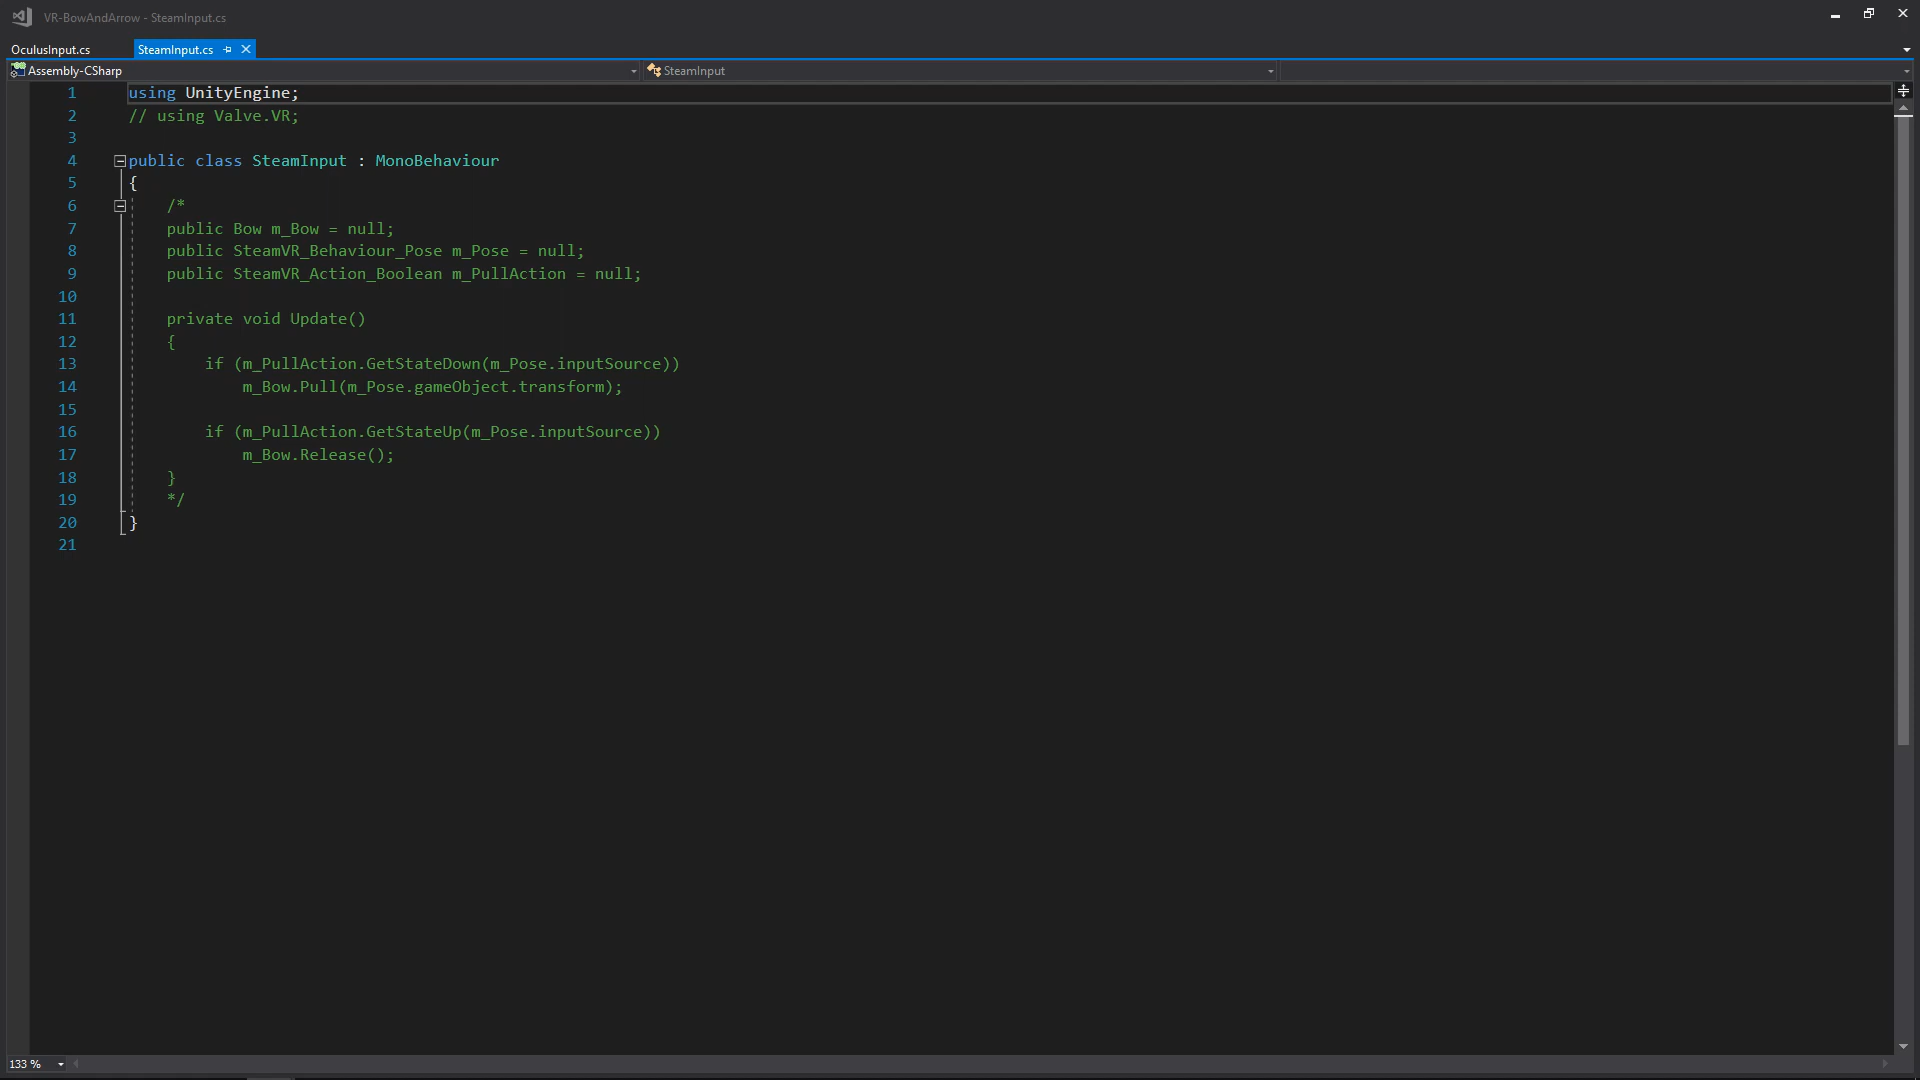 VR-BowAndArrow - SteamInput.cs
OculusInput.cs
SteamInput.cs
Assembly-CSharp
SteamInput
1 using UnityEngine;
2 // using Valve.VR;
3
4 public class SteamInput : MonoBehaviour
5 {
6 /*
7 public Bow m_Bow = null;
8 public SteamVR_Behaviour_Pose m_Pose = null;
9 public SteamVR_Action_Boolean m_PullAction = null;
10
11 private void Update()
12 {
13 if (m_PullAction.GetStateDown(m_Pose.inputSource))
14 m_Bow.Pull(m_Pose.gameObject.transform);
15
16 if (m_PullAction.GetStateUp(m_Pose.inputSource))
17 m_Bow.Release();
18 }
19 */
20 }
21
133 %